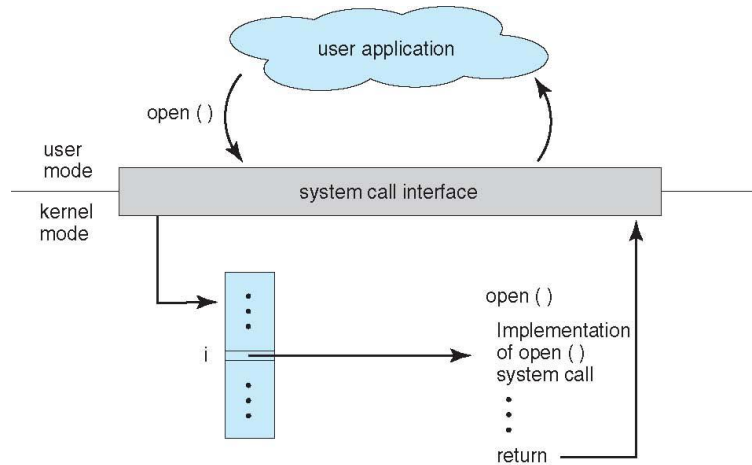 user application
open ( )
user
mode
system call interface
kernel
mode
open ( )
i
Implementation
of open ( )
system call
return